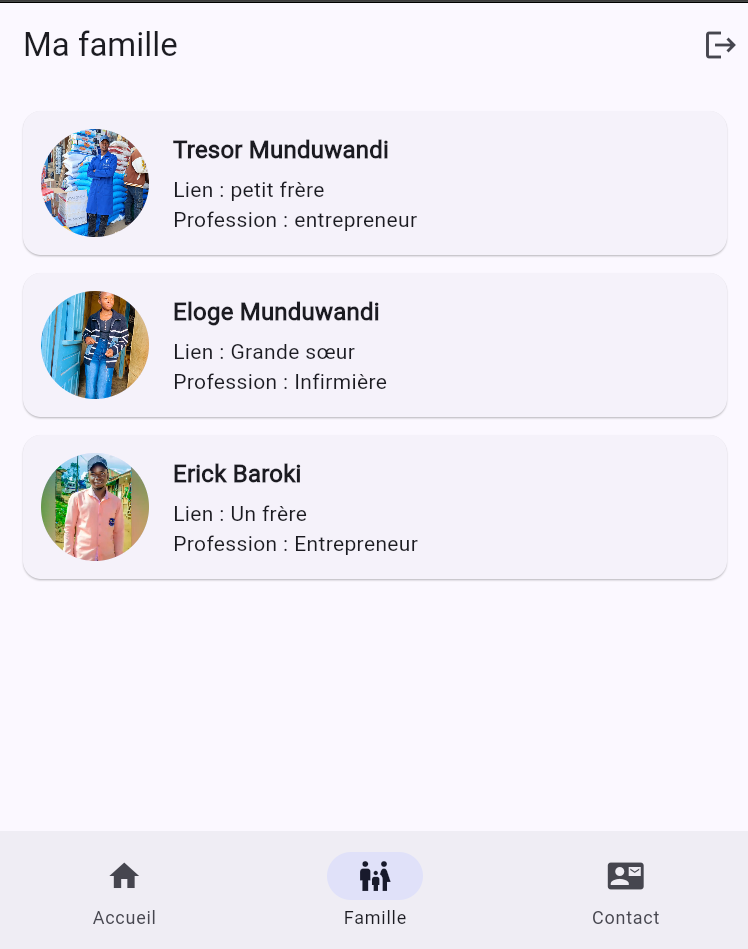 Ma famille
Tresor Munduwandi
Lien : petit frère
Profession : entrepreneur
Eloge Munduwandi
Lien : Grande sœur
Profession : Infirmière
Erick Baroki
Lien : Un frère
Profession : Entrepreneur
Accueil
Famille
Contact